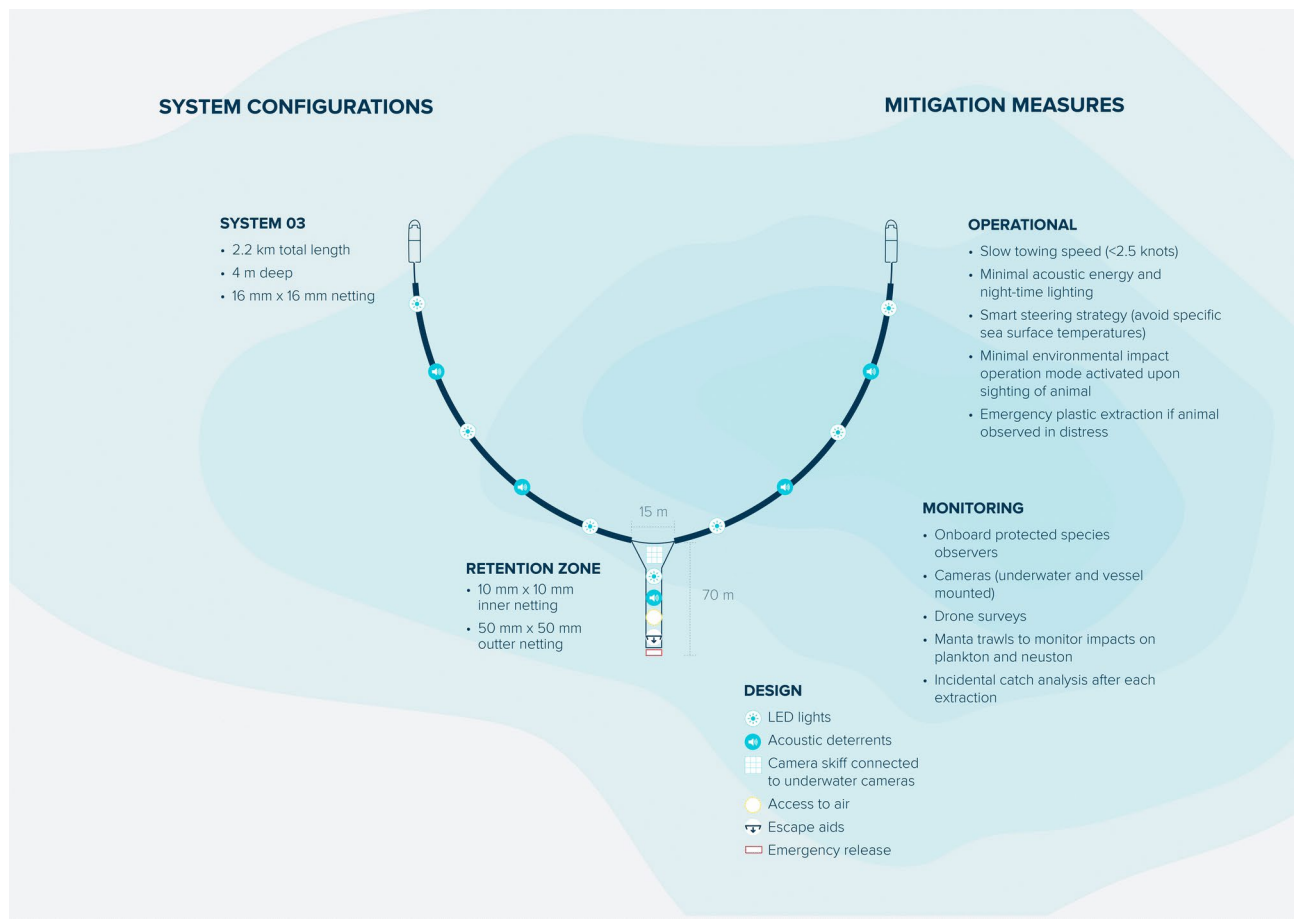 SYSTEM CONFIGURATIONS
SYSTEM 03
• 2.2 km total length
• 4 m deep
• 16 mm x 16 mm netting
15 m
70 m
RETENTION ZONE
• 10 mm x 10 mm
inner netting
• 50 mm x 50 mm
outter netting
MITIGATION MEASURES
OPERATIONAL
• Slow towing speed (<2.5 knots)
• Minimal acoustic energy and
night-time lighting
• Smart steering strategy (avoid specific
sea surface temperatures)
• Minimal environmental impact
operation mode activated upon
sighting of animal
• Emergency plastic extraction if animal
observed in distress
MONITORING
• Onboard protected species
observers
• Cameras (underwater and vessel
mounted)
• Drone surveys
• Manta trawls to monitor impacts on
plankton and neuston
• Incidental catch analysis after each
extraction
DESIGN
LED lights
Acoustic deterrents
Camera skiff connected
to underwater cameras
Access to air
Escape aids
Emergency release